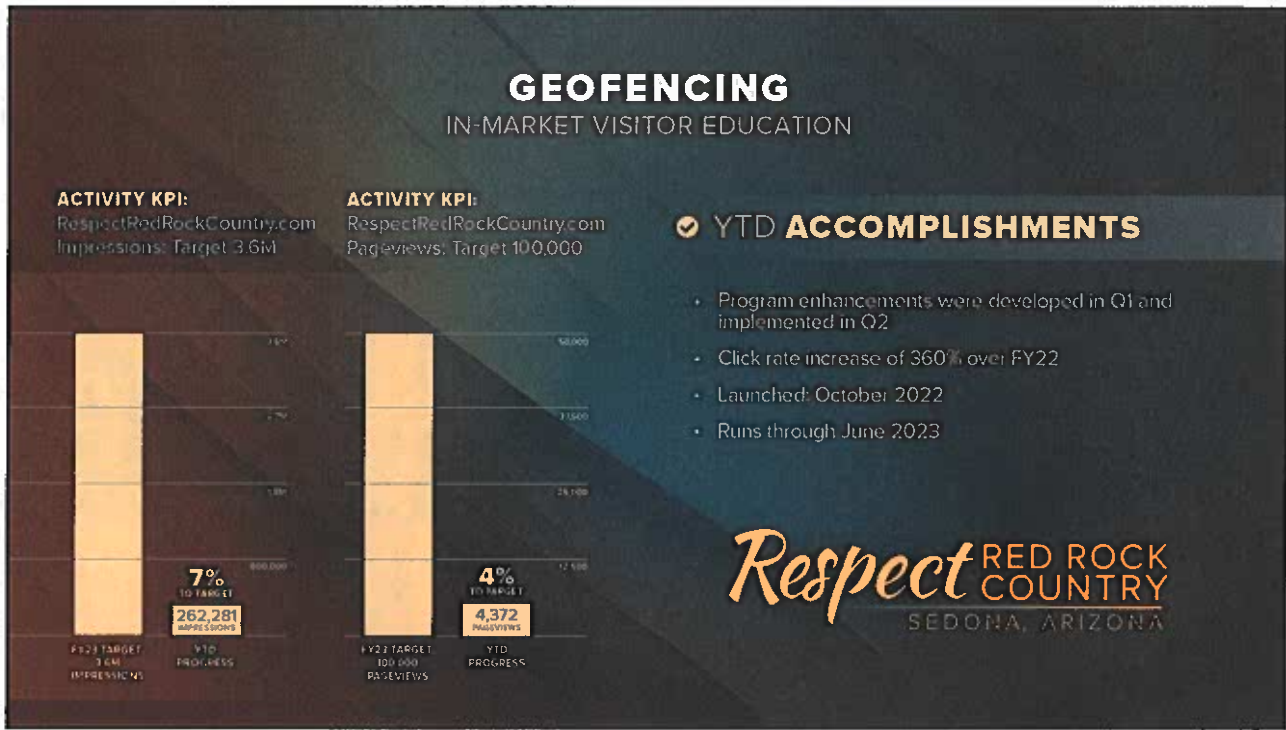 GEOFENCING
IN-MARKET VISITOR EDUCATION
ACTIVITY KPI:
RespectRedRockCountry.com
Impressions: Target 3.6M
ACTIVITY KPI:
RespectRedRockCountry.com
Pageviews: Target 100,000
YTD ACCOMPLISHMENTS
• Program enhancements were developed in Q1 and
implemented in Q2
• Click rate increase of 360% over FY22
• Launched: October 2022
• Runs through June 2023
50,000
800,000
12,500
7%
TO TARGET
262,281
IMPRESSIONS
FY23 TARGET
3.6M
IMPRESSIONS
YTD
PROGRESS
4%
TO TARGET
4,372
PAGEVIEWS
FY23 TARGET
100,000
PAGEVIEWS
YTD
PROGRESS
Respect RED ROCK
COUNTRY
SEDONA, ARIZONA